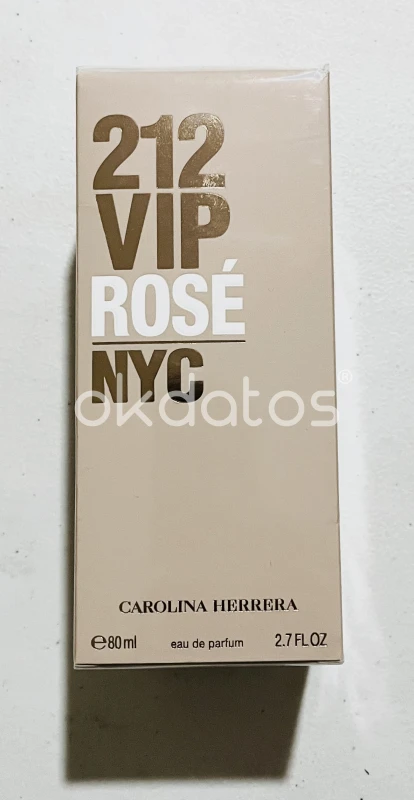 212
VIP
ROSÉ
NYC
okdatos®
CAROLINA HERRERA
℮80ml eau de parfum 2.7 FL OZ